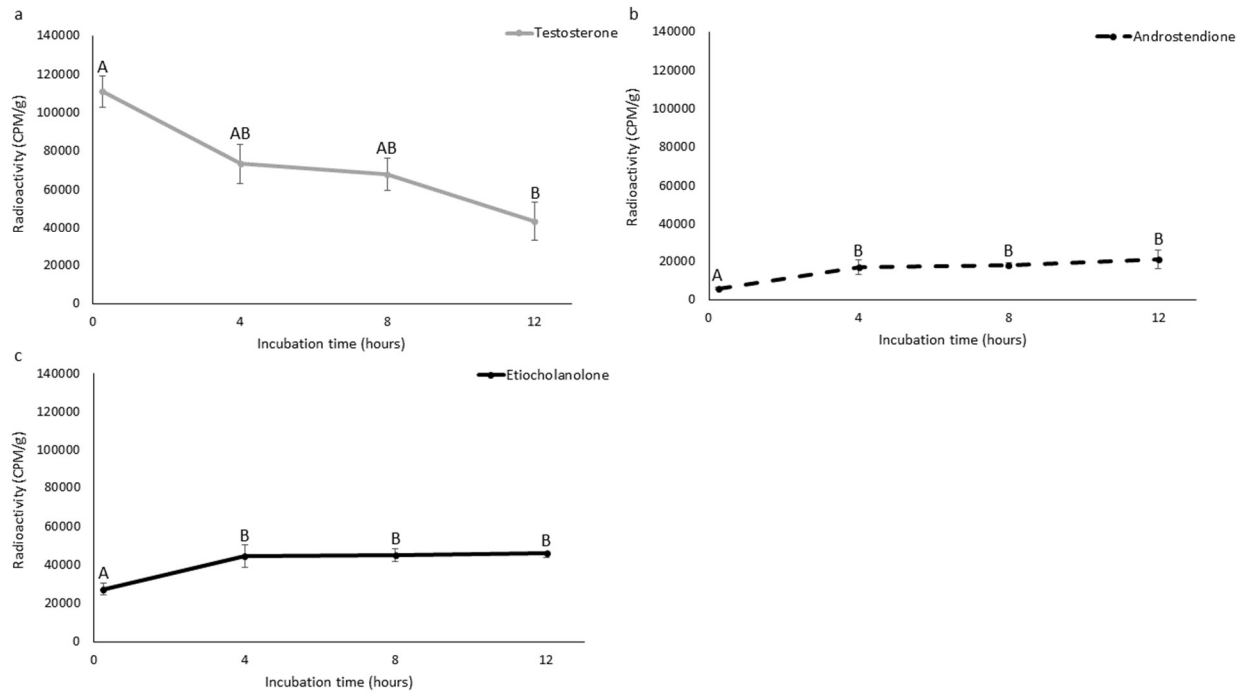 a
Testosterone
Radioactivity (CPM/g)
140000
120000
100000
80000
60000
40000
20000
0
A
AB
AB
B
0 4 8 12
Incubation time (hours)
b
Androstendione
Radioactivity (CPM/g)
140000
120000
100000
80000
60000
40000
20000
0
A
B
B
B
0 4 8 12
Incubation time (hours)
c
Etiocholanolone
Radioactivity (CPM/g)
140000
120000
100000
80000
60000
40000
20000
0
A
B
B
B
0 4 8 12
Incubation time (hours)